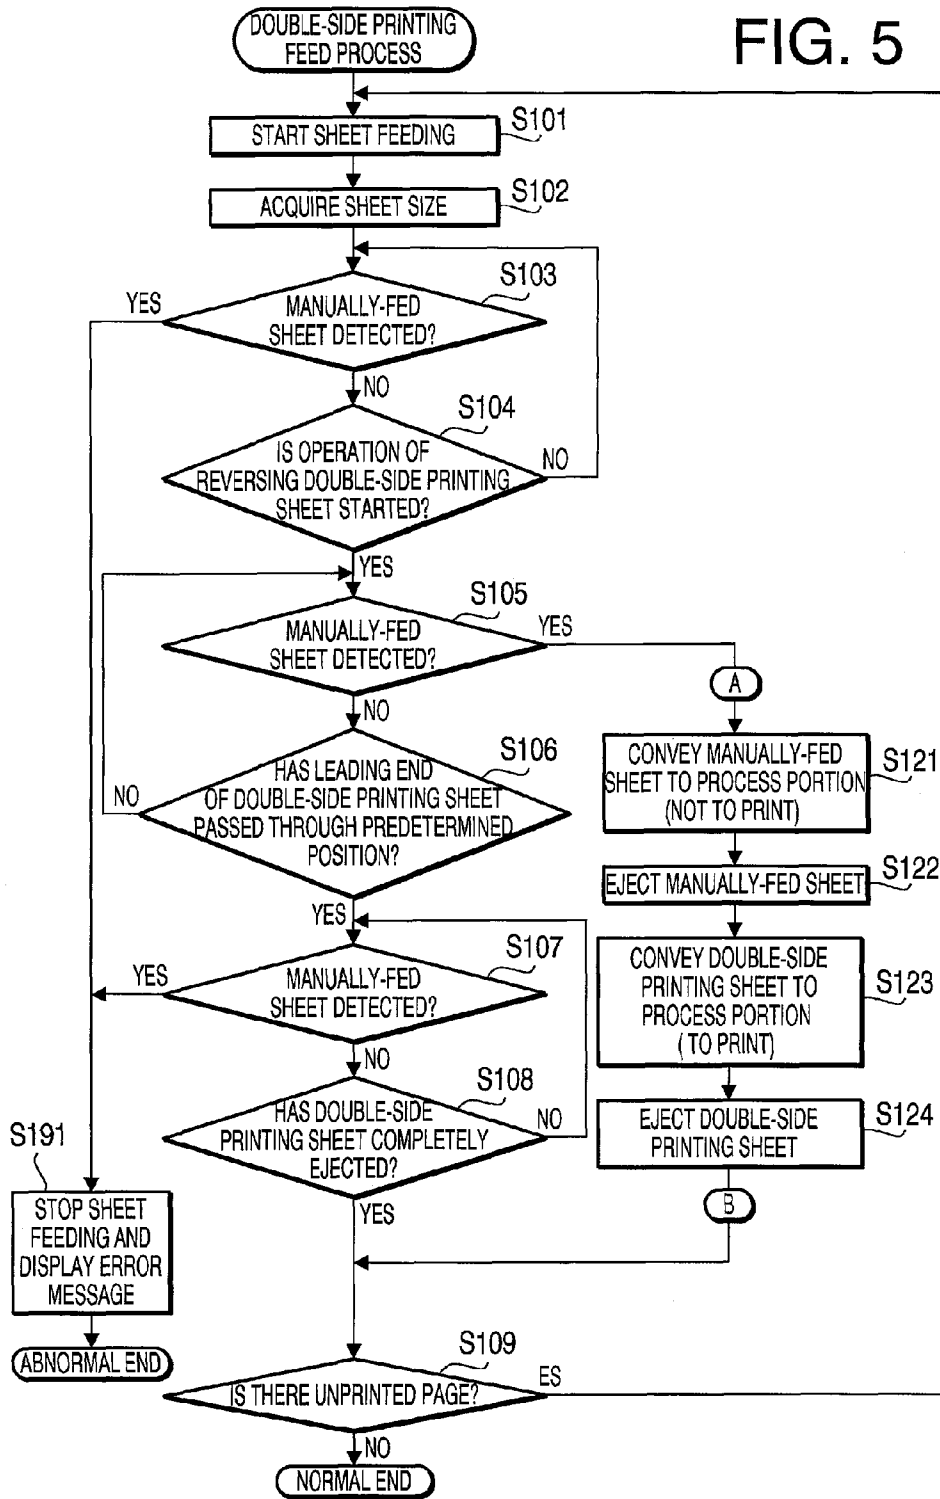 DOUBLE-SIDE PRINTING
FEED PROCESS
FIG. 5
S101
START SHEET FEEDING
S102
ACQUIRE SHEET SIZE
S103
YES
MANUALLY-FED
SHEET DETECTED?
NO
S104
IS OPERATION OF
REVERSING DOUBLE-SIDE PRINTING
SHEET STARTED?
NO
YES
S105
MANUALLY-FED
SHEET DETECTED?
YES
A
NO
S106
HAS LEADING END
OF DOUBLE-SIDE PRINTING SHEET
PASSED THROUGH PREDETERMINED
POSITION?
NO
CONVEY MANUALLY-FED
SHEET TO PROCESS PORTION
(NOT TO PRINT)
S121
EJECT MANUALLY-FED SHEET
S122
YES
S107
YES
MANUALLY-FED
SHEET DETECTED?
CONVEY DOUBLE-SIDE
PRINTING SHEET TO
PROCESS PORTION
( TO PRINT)
S123
NO
S108
HAS DOUBLE-SIDE
PRINTING SHEET COMPLETELY
EJECTED?
NO
EJECT DOUBLE-SIDE
PRINTING SHEET
S124
S191
STOP SHEET
FEEDING AND
DISPLAY ERROR
MESSAGE
YES
B
ABNORMAL END
S109
IS THERE UNPRINTED PAGE?
ES
NO
NORMAL END